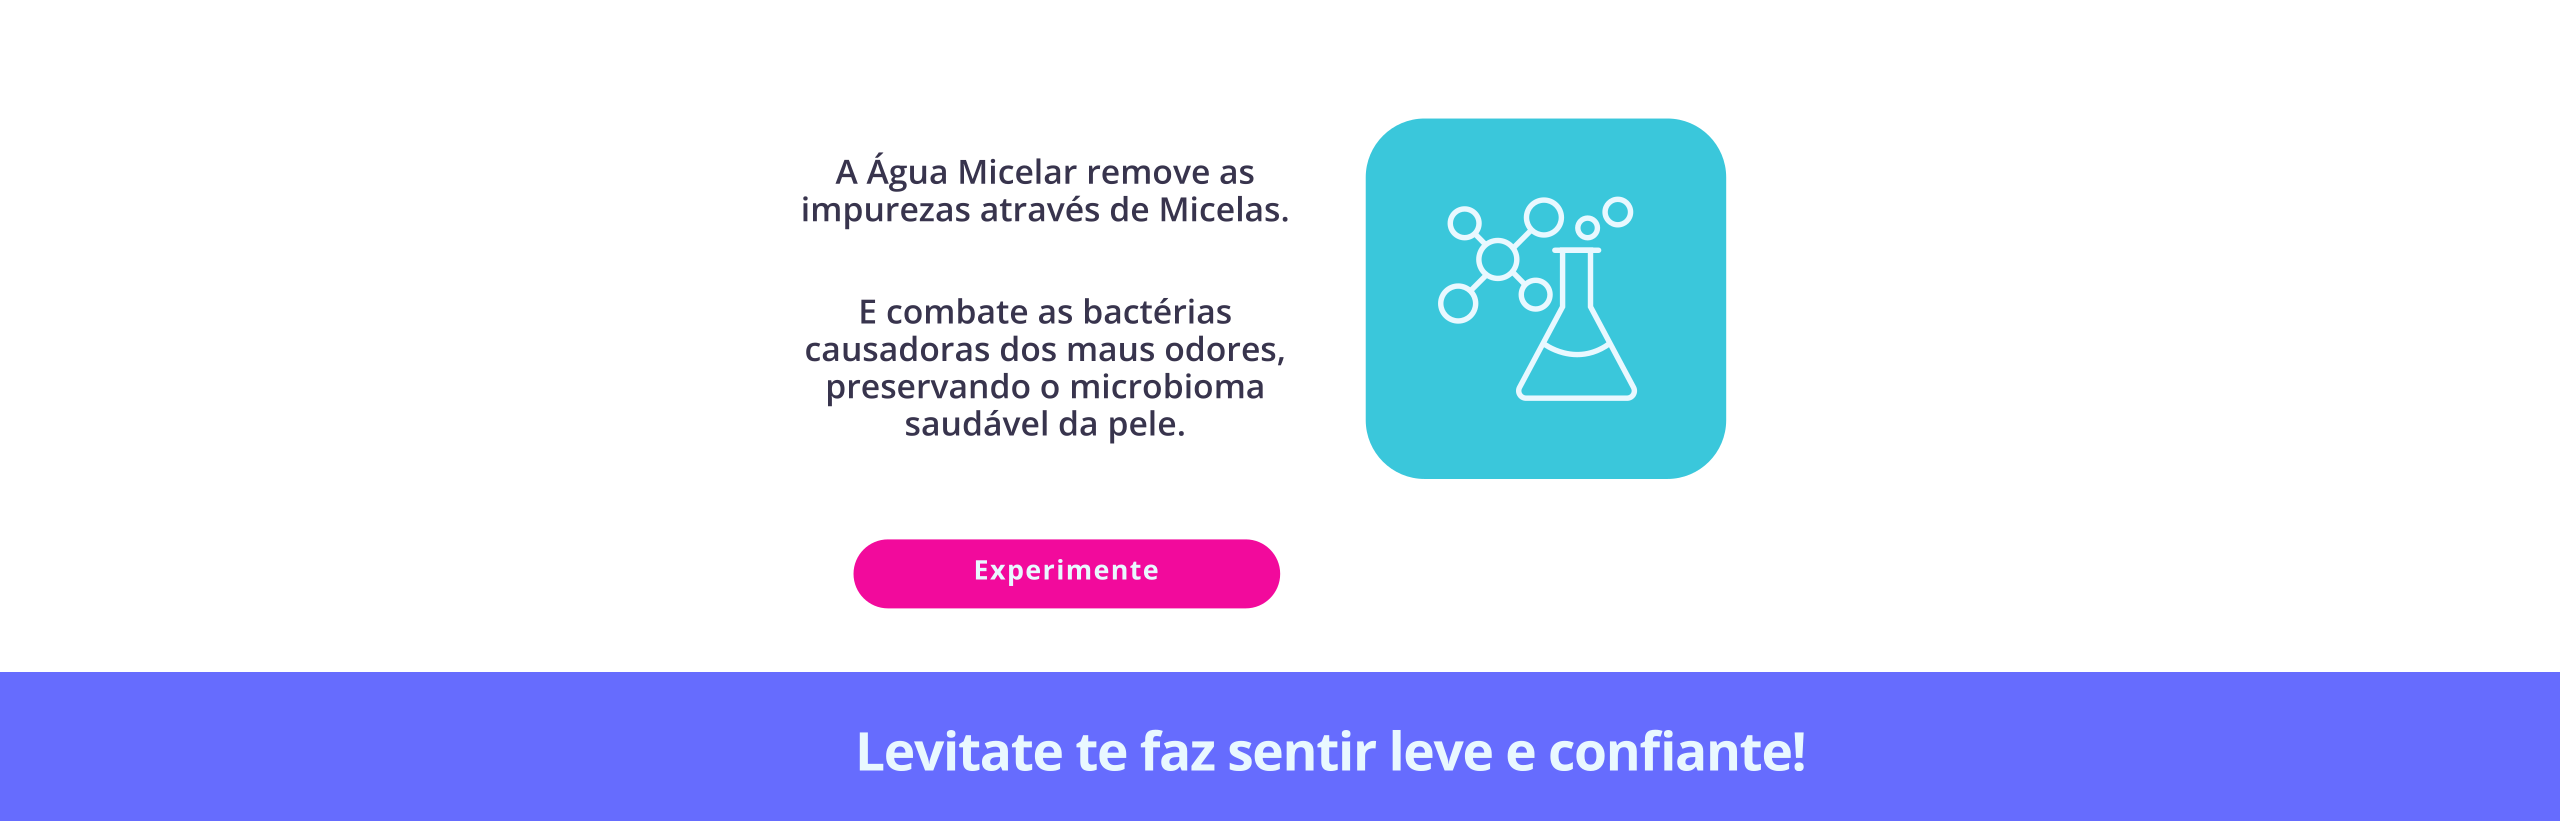 A Água Micelar remove as
impurezas através de Micelas.
E combate as bactérias
causadoras dos maus odores,
preservando o microbioma
saudável da pele.
Experimente
Levitate te faz sentir leve e confiante!